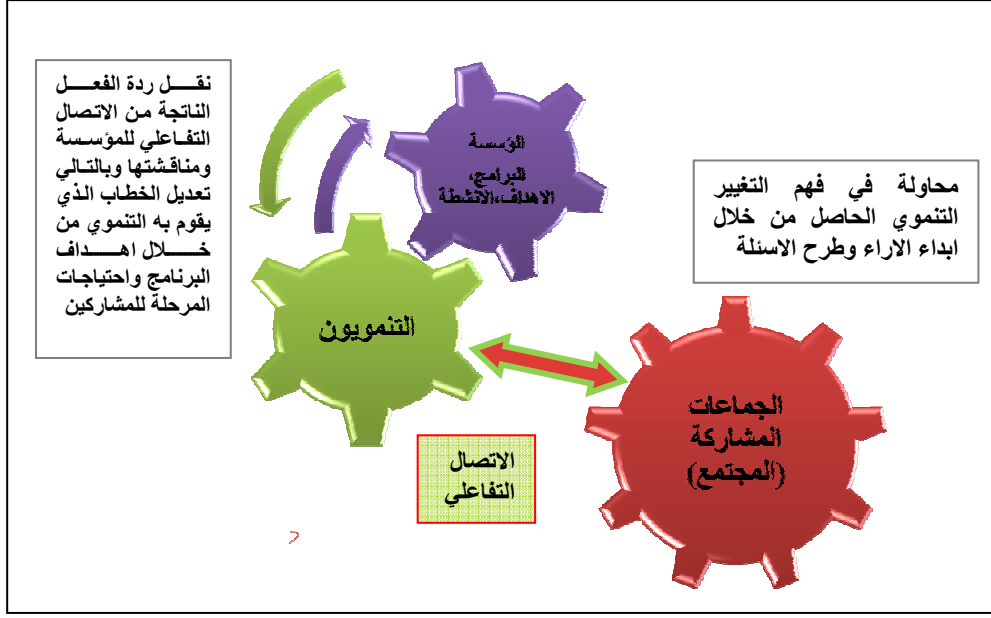 نقل ردة الفعل
الناتجة من الاتصال
التفاعلي للمؤسسة
ومناقشتها وبالتالي
تعديل الخطاب الذي
يقوم به التنموي من
خلال اهداف
البرنامج واحتياجات
المرحلة للمشاركين
المؤسسة
البرامج،
الاهداف،الانشطة
محاولة في فهم التغيير
التنموي الحاصل من خلال
ابداء الاراء وطرح الاسئلة
التنمويون
الجماعات
المشاركة
(المجتمع)
الاتصال
التفاعلي